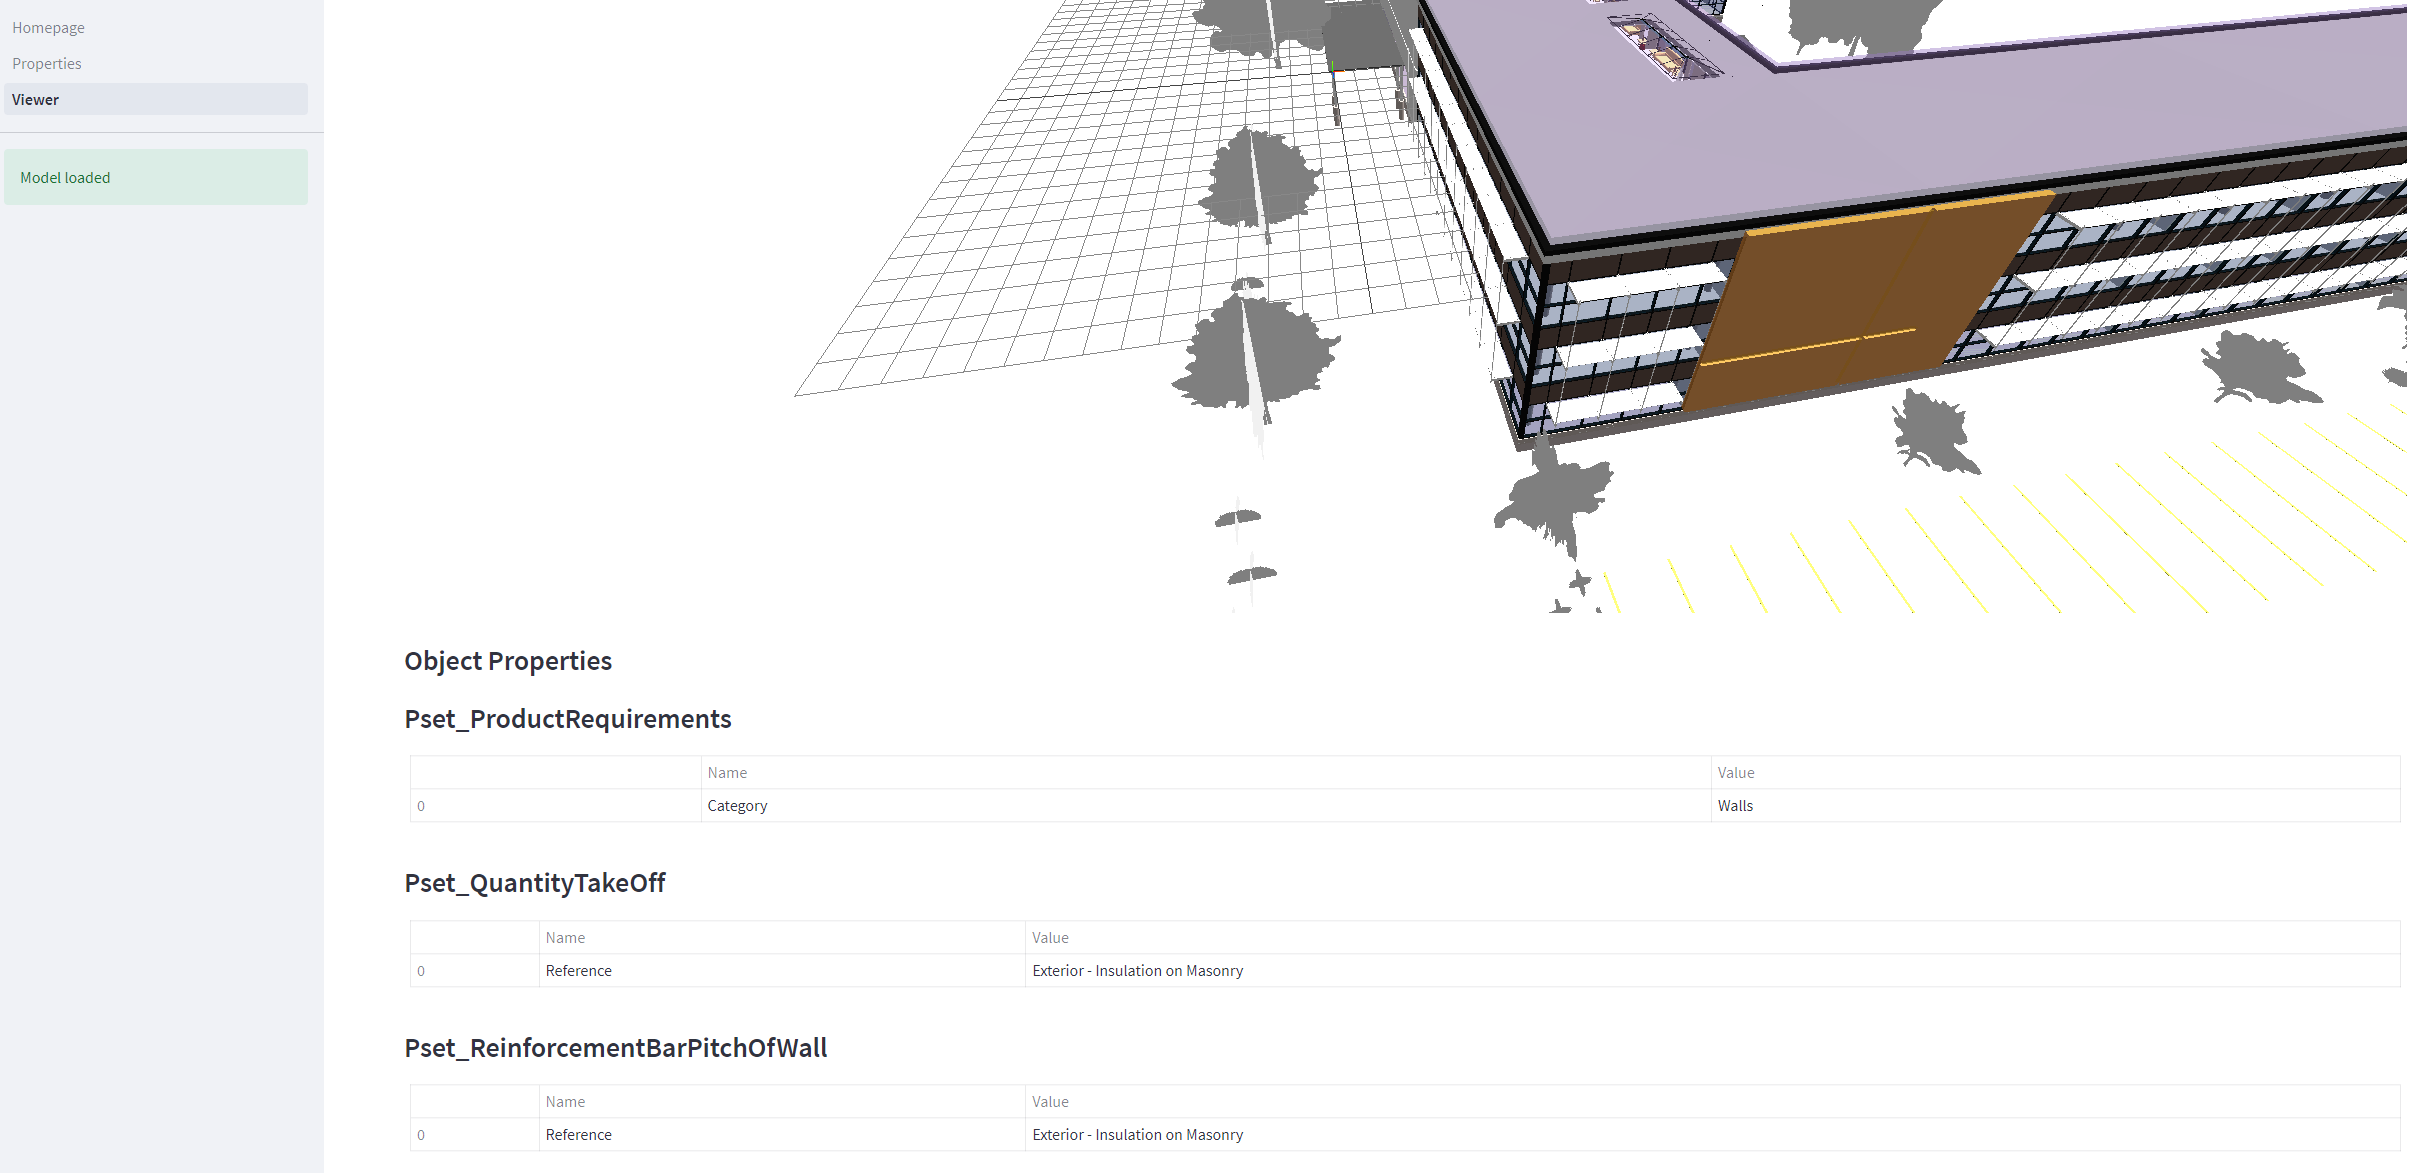 Homepage
Properties
Viewer
Model loaded
Object Properties
Pset_ProductRequirements
Name Value
0 Category Walls
Pset_QuantityTakeOff
Name Value
0 Reference Exterior - Insulation on Masonry
Pset_ReinforcementBarPitchOfWall
Name Value
0 Reference Exterior - Insulation on Masonry